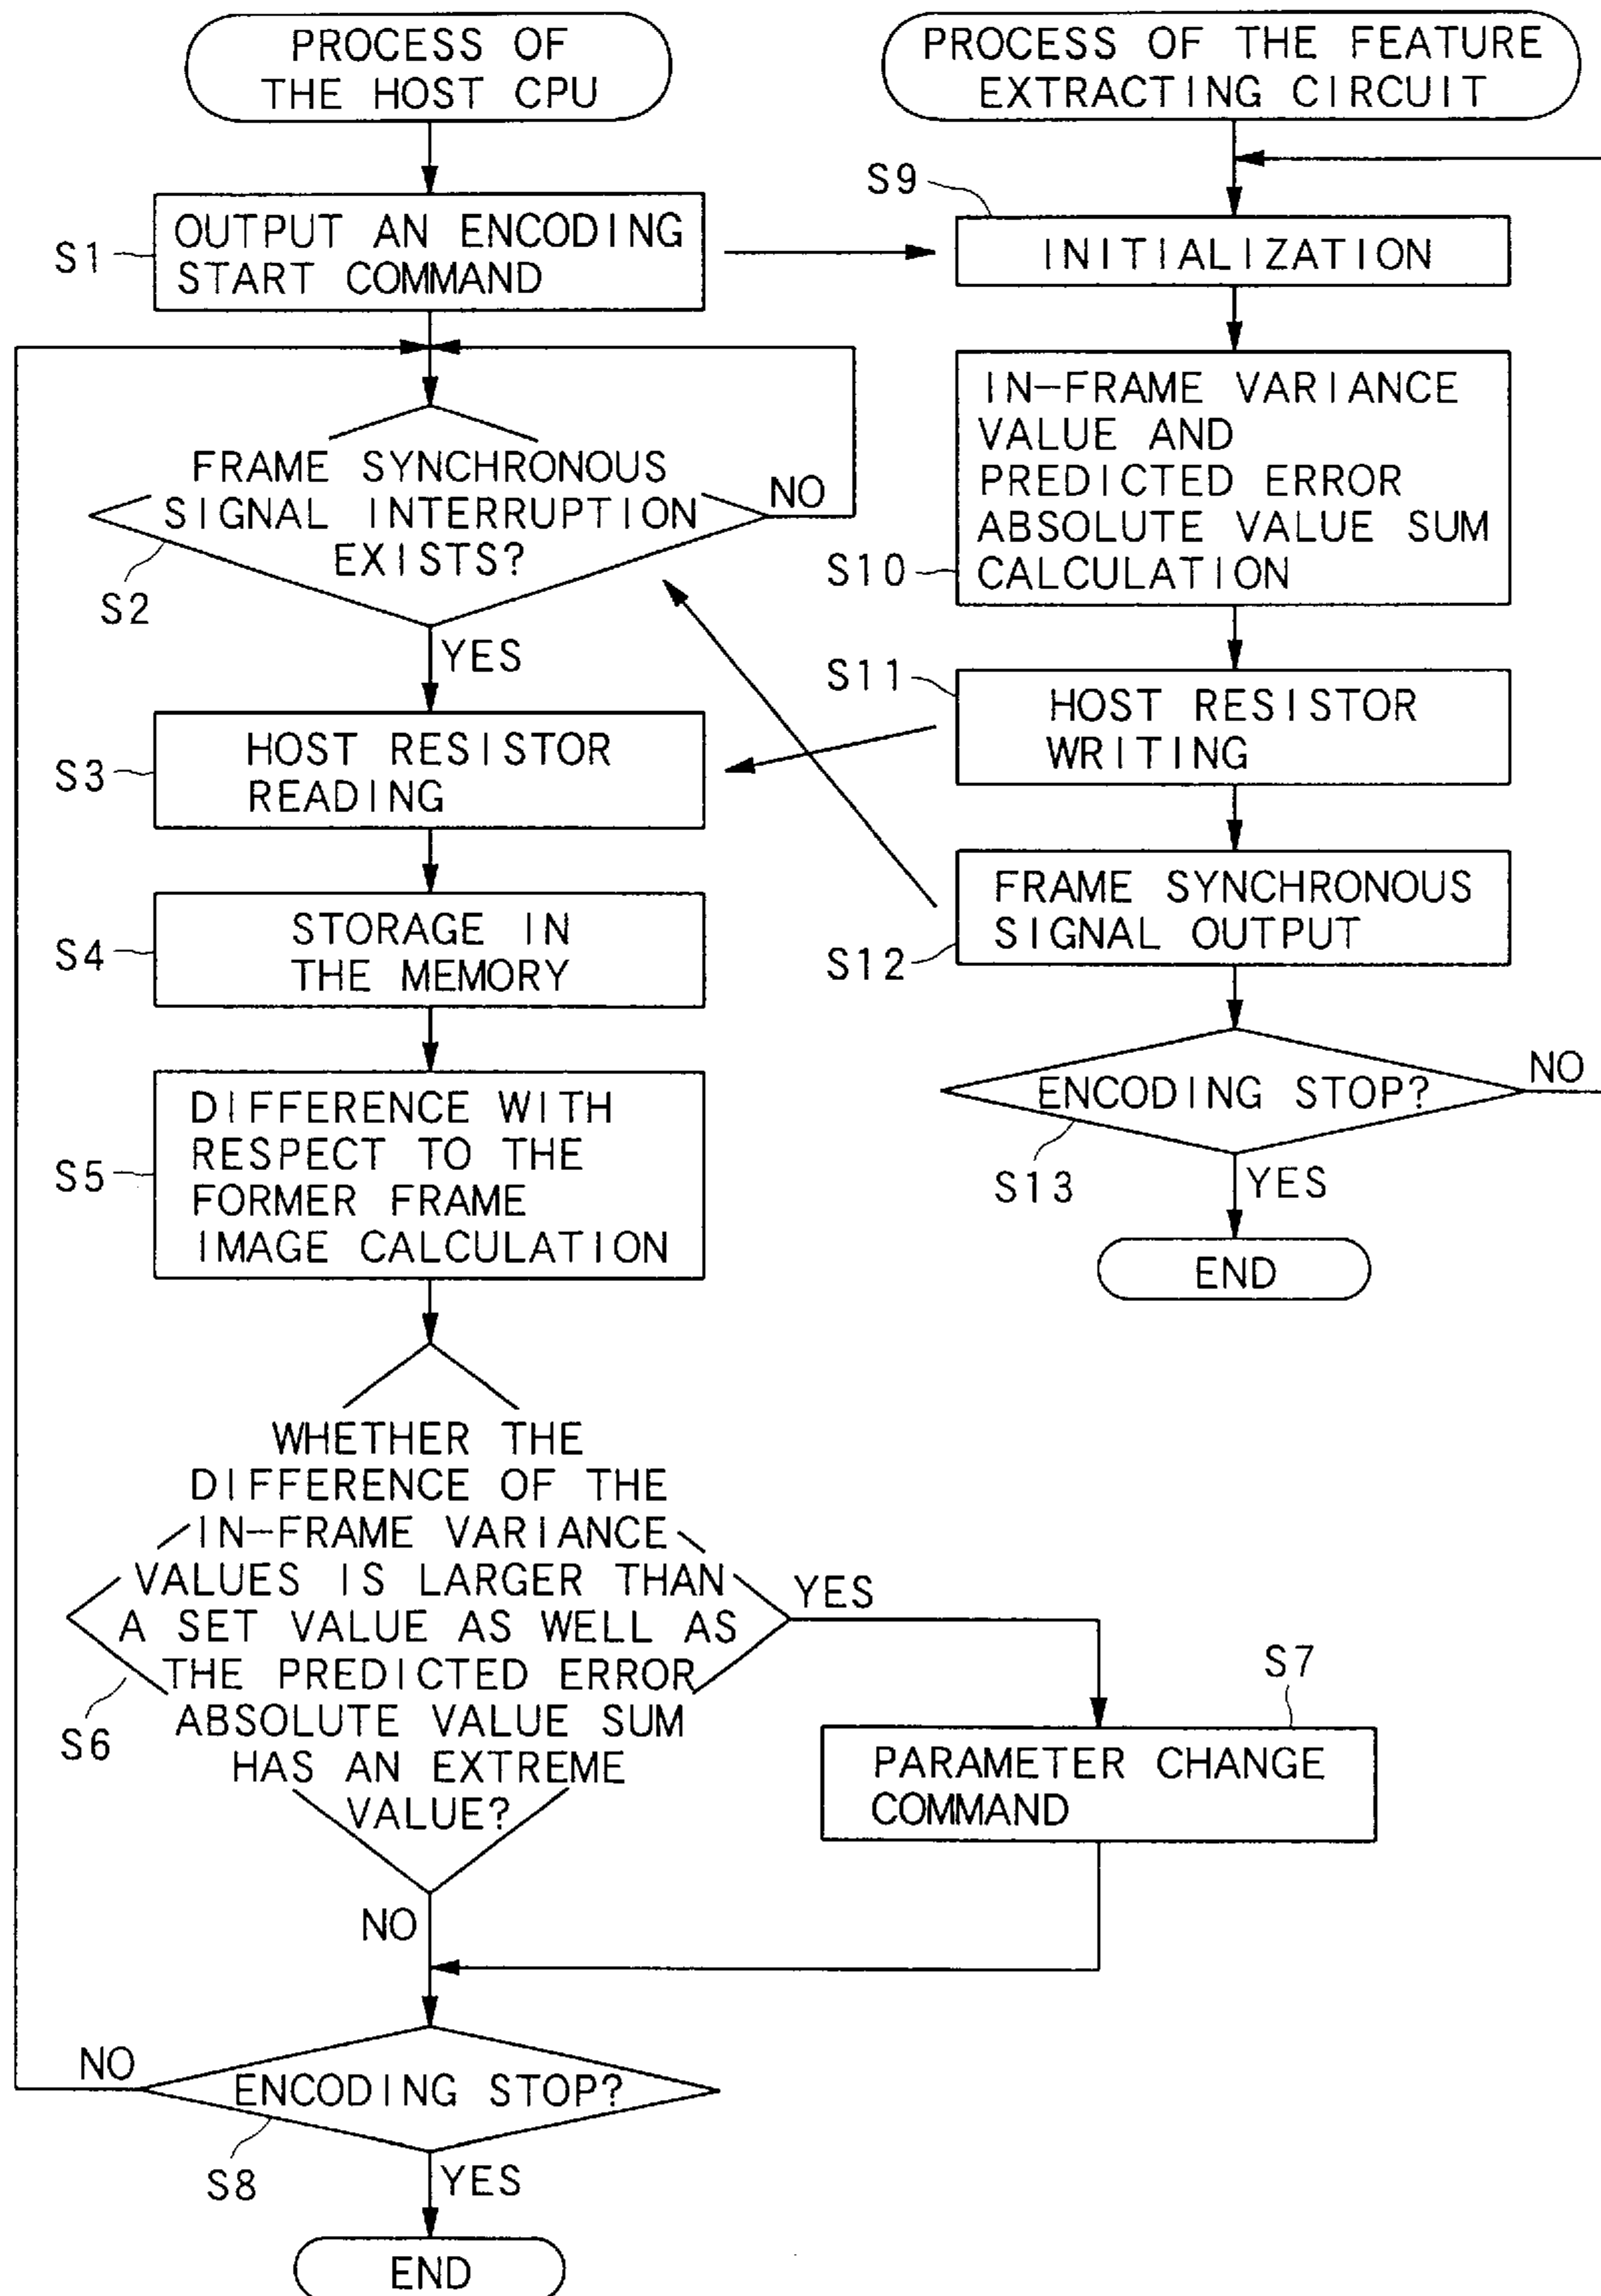 PROCESS OF
THE HOST CPU
S1
OUTPUT AN ENCODING
START COMMAND
FRAME SYNCHRONOUS
SIGNAL INTERRUPTION
EXISTS?
NO
S2
YES
S3
HOST RESISTOR
READING
S4
STORAGE IN
THE MEMORY
S5
DIFFERENCE WITH
RESPECT TO THE
FORMER FRAME
IMAGE CALCULATION
WHETHER THE
DIFFERENCE OF THE
IN-FRAME VARIANCE
VALUES IS LARGER THAN
A SET VALUE AS WELL AS
THE PREDICTED ERROR
ABSOLUTE VALUE SUM
HAS AN EXTREME
VALUE?
S6
YES
S7
PARAMETER CHANGE
COMMAND
NO
NO
ENCODING STOP?
S8
YES
END
PROCESS OF THE FEATURE
EXTRACTING CIRCUIT
S9
INITIALIZATION
IN-FRAME VARIANCE
VALUE AND
PREDICTED ERROR
ABSOLUTE VALUE SUM
CALCULATION
S10
S11
HOST RESISTOR
WRITING
FRAME SYNCHRONOUS
SIGNAL OUTPUT
S12
ENCODING STOP?
NO
S13
YES
END